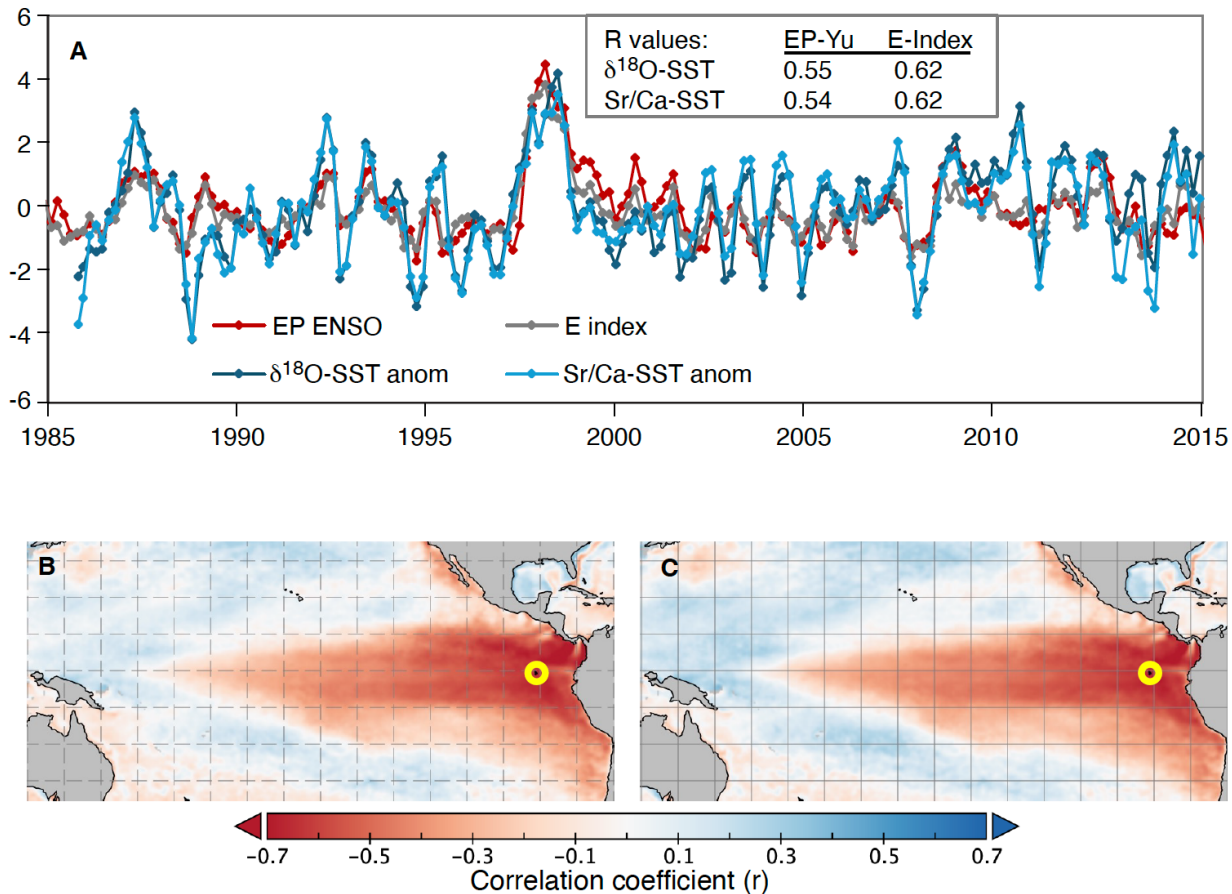 6
4
2
0
-2
-4
-6
A
R values: EP-Yu E-Index
δ¹⁸O-SST 0.55 0.62
Sr/Ca-SST 0.54 0.62
EP ENSO E index
δ¹⁸O-SST anom Sr/Ca-SST anom
1985 1990 1995 2000 2005 2010 2015
B C
−0.7 −0.5 −0.3 −0.1 0.1 0.3 0.5 0.7
Correlation coefficient (r)